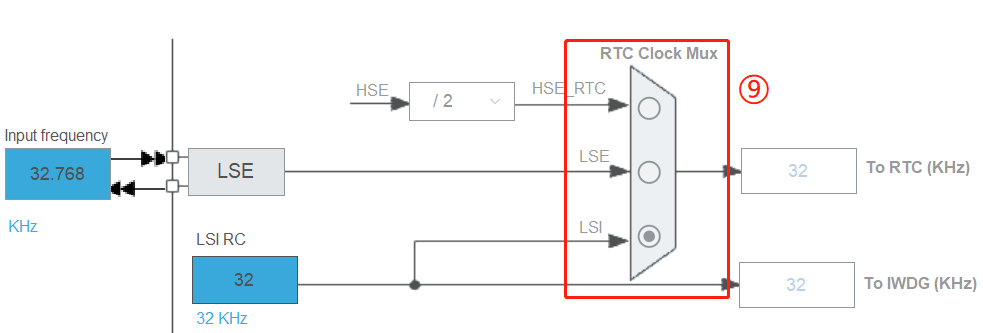 RTC Clock Mux
⑨
HSE
/ 2
HSE_RTC
Input frequency
32.768
KHz
LSE
LSE
32
To RTC (KHz)
LSI
LSI RC
32
32 KHz
32
To IWDG (KHz)